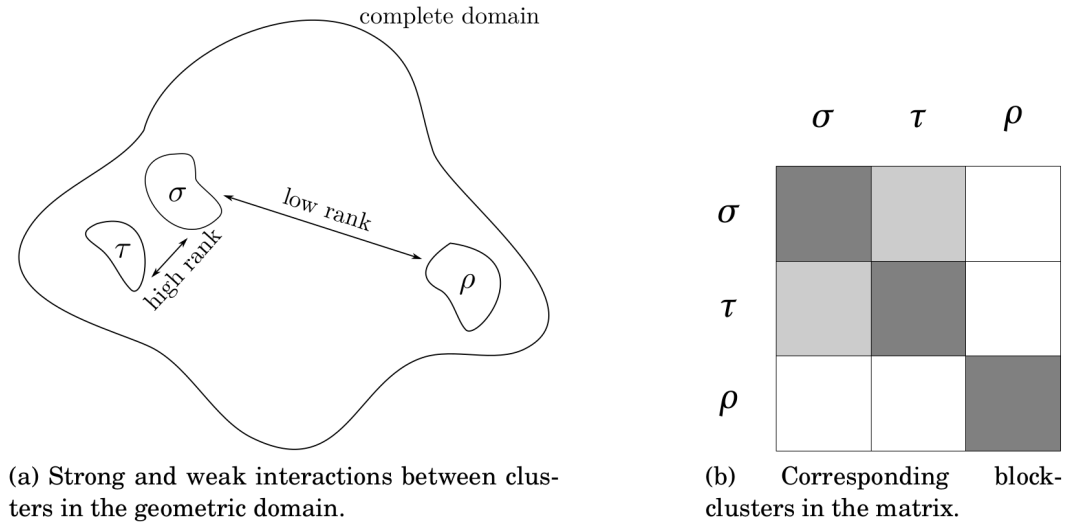 complete domain
σ
low rank
τ
high rank
ρ
(a) Strong and weak interactions between clus-
ters in the geometric domain.
σ τ ρ
σ
τ
ρ
(b) Corresponding block-
clusters in the matrix.